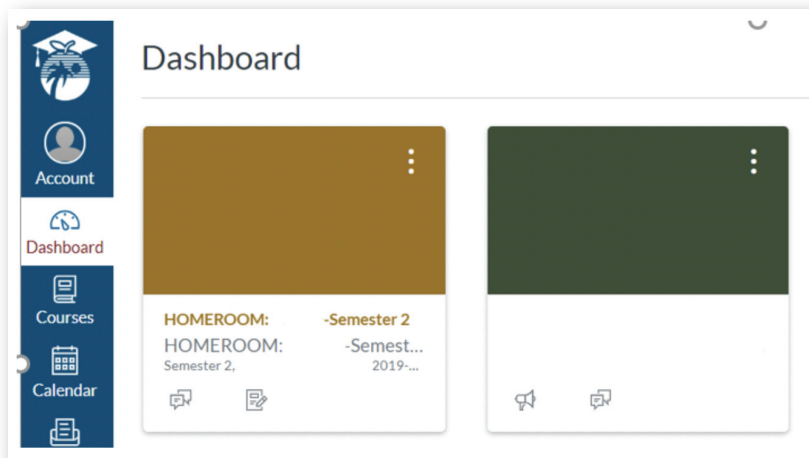 Dashboard
Account
Dashboard
Courses
Calendar
HOMEROOM: -Semester 2
HOMEROOM: -Semest...
Semester 2, 2019-...